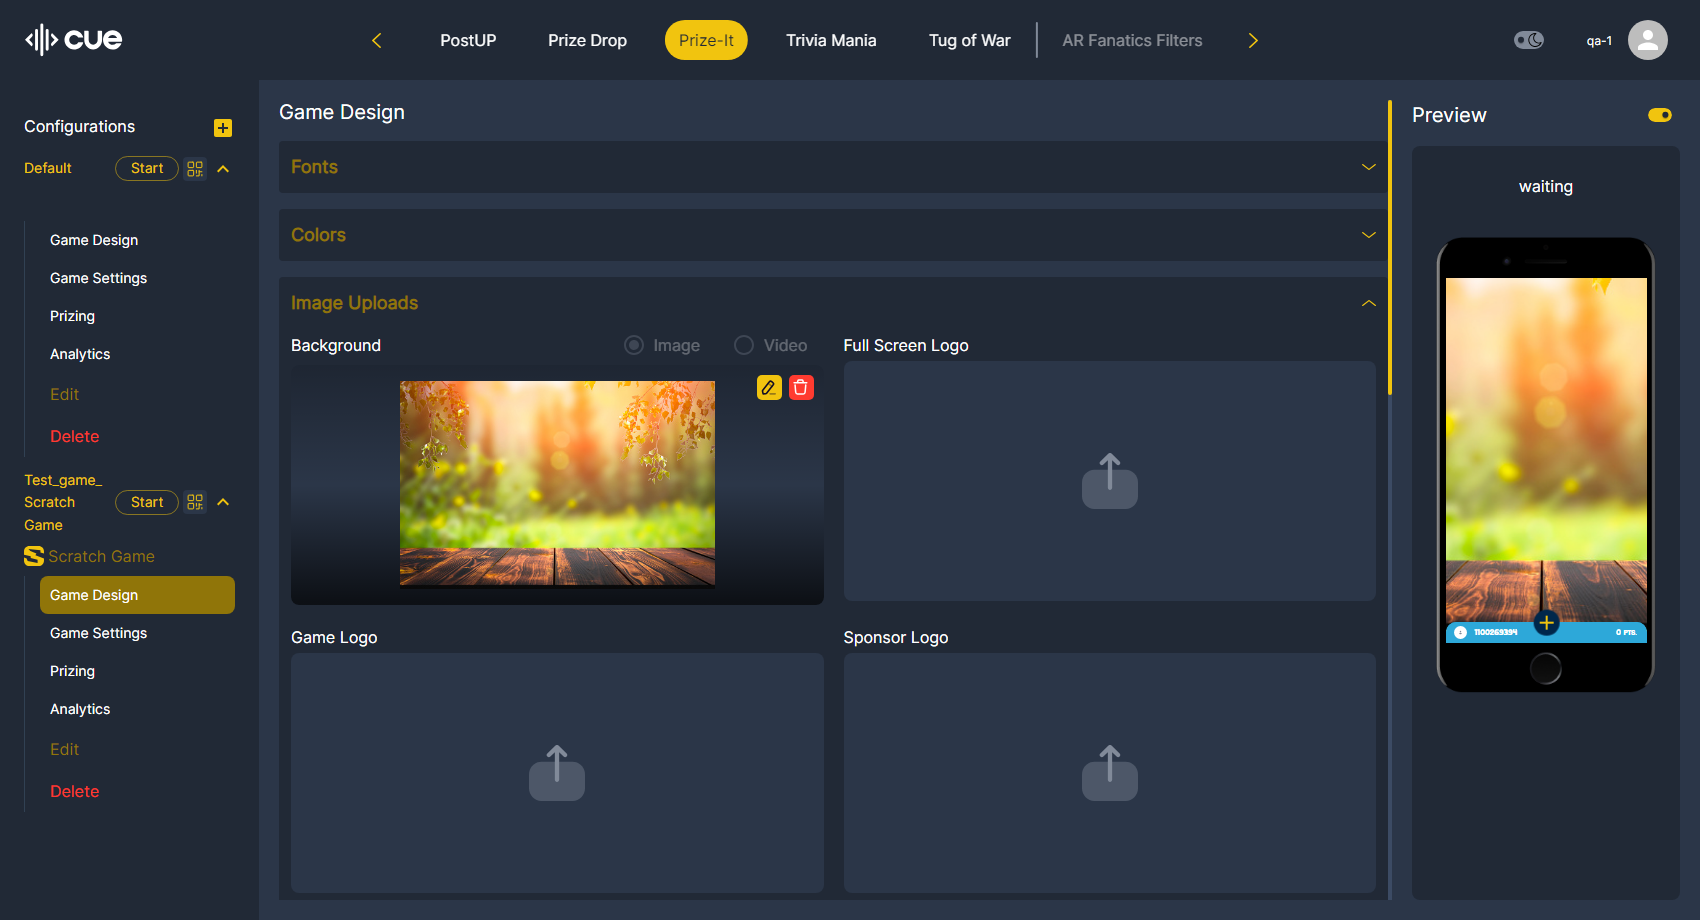 cue
PostUP
Prize Drop
Prize-It
Trivia Mania
Tug of War
AR Fanatics Filters
qa-1
Configurations
Default
Start
Game Design
Game Settings
Prizing
Analytics
Edit
Delete
Test_game_
Scratch
Game
Start
Scratch Game
Game Design
Game Settings
Prizing
Analytics
Edit
Delete
Game Design
Fonts
Colors
Image Uploads
Background
Image
Video
Full Screen Logo
Game Logo
Sponsor Logo
Preview
waiting
1100269394
0 PTS.